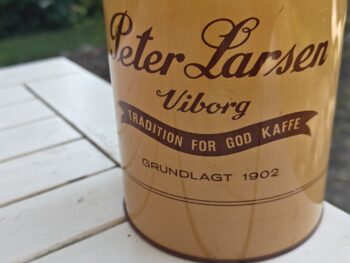 Peter Larsen
Viborg
TRADITION FOR GOD KAFFE
GRUNDLAGT 1902